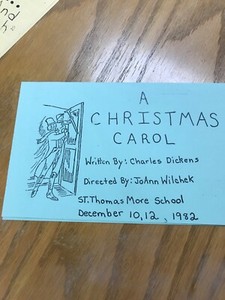 A
CHRISTMAS
CAROL
Written By: Charles Dickens
Directed By: JoAnn Wilchek
ST. Thomas More School
December 10, 12, 1982